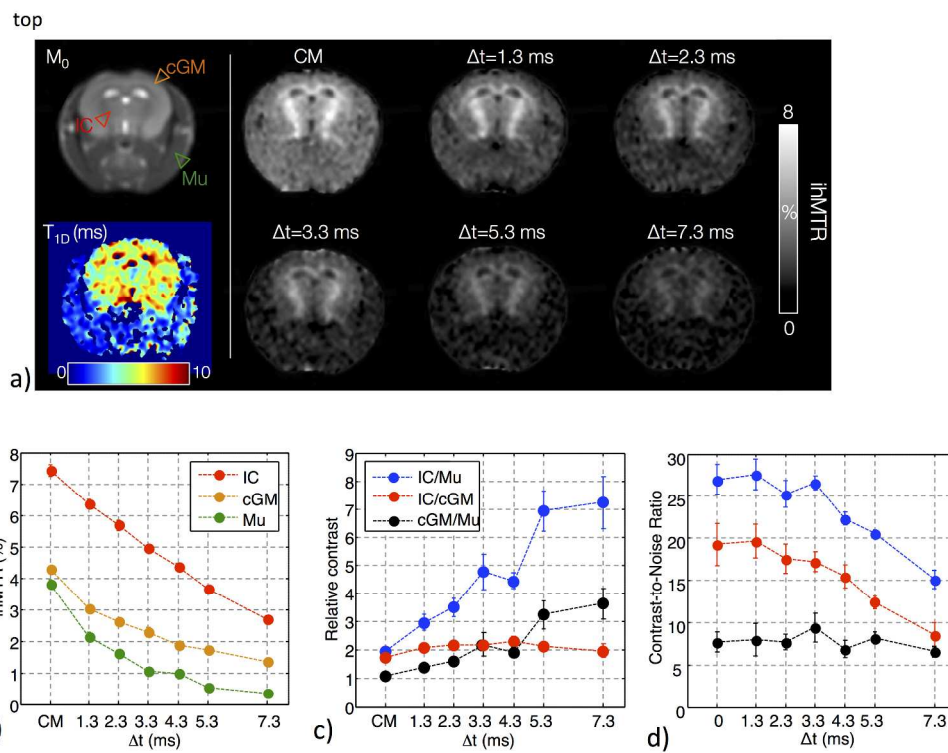 top
M0
cGM
IC
Mu
CM
Δt=1.3 ms
Δt=2.3 ms
8
%
0
ihMTR
T1D (ms)
0
10
Δt=3.3 ms
Δt=5.3 ms
Δt=7.3 ms
a)
8
7
6
5
4
3
2
1
0
IC
cGM
Mu
CM
1.3
2.3
3.3
4.3
5.3
7.3
Δt (ms)
c)
Relative contrast
9
8
7
6
5
4
3
2
1
0
IC/Mu
IC/cGM
cGM/Mu
CM
1.3
2.3
3.3
4.3
5.3
7.3
Δt (ms)
d)
Contrast-to-Noise Ratio
30
25
20
15
10
5
0
0
1.3
2.3
3.3
4.3
5.3
7.3
Δt (ms)